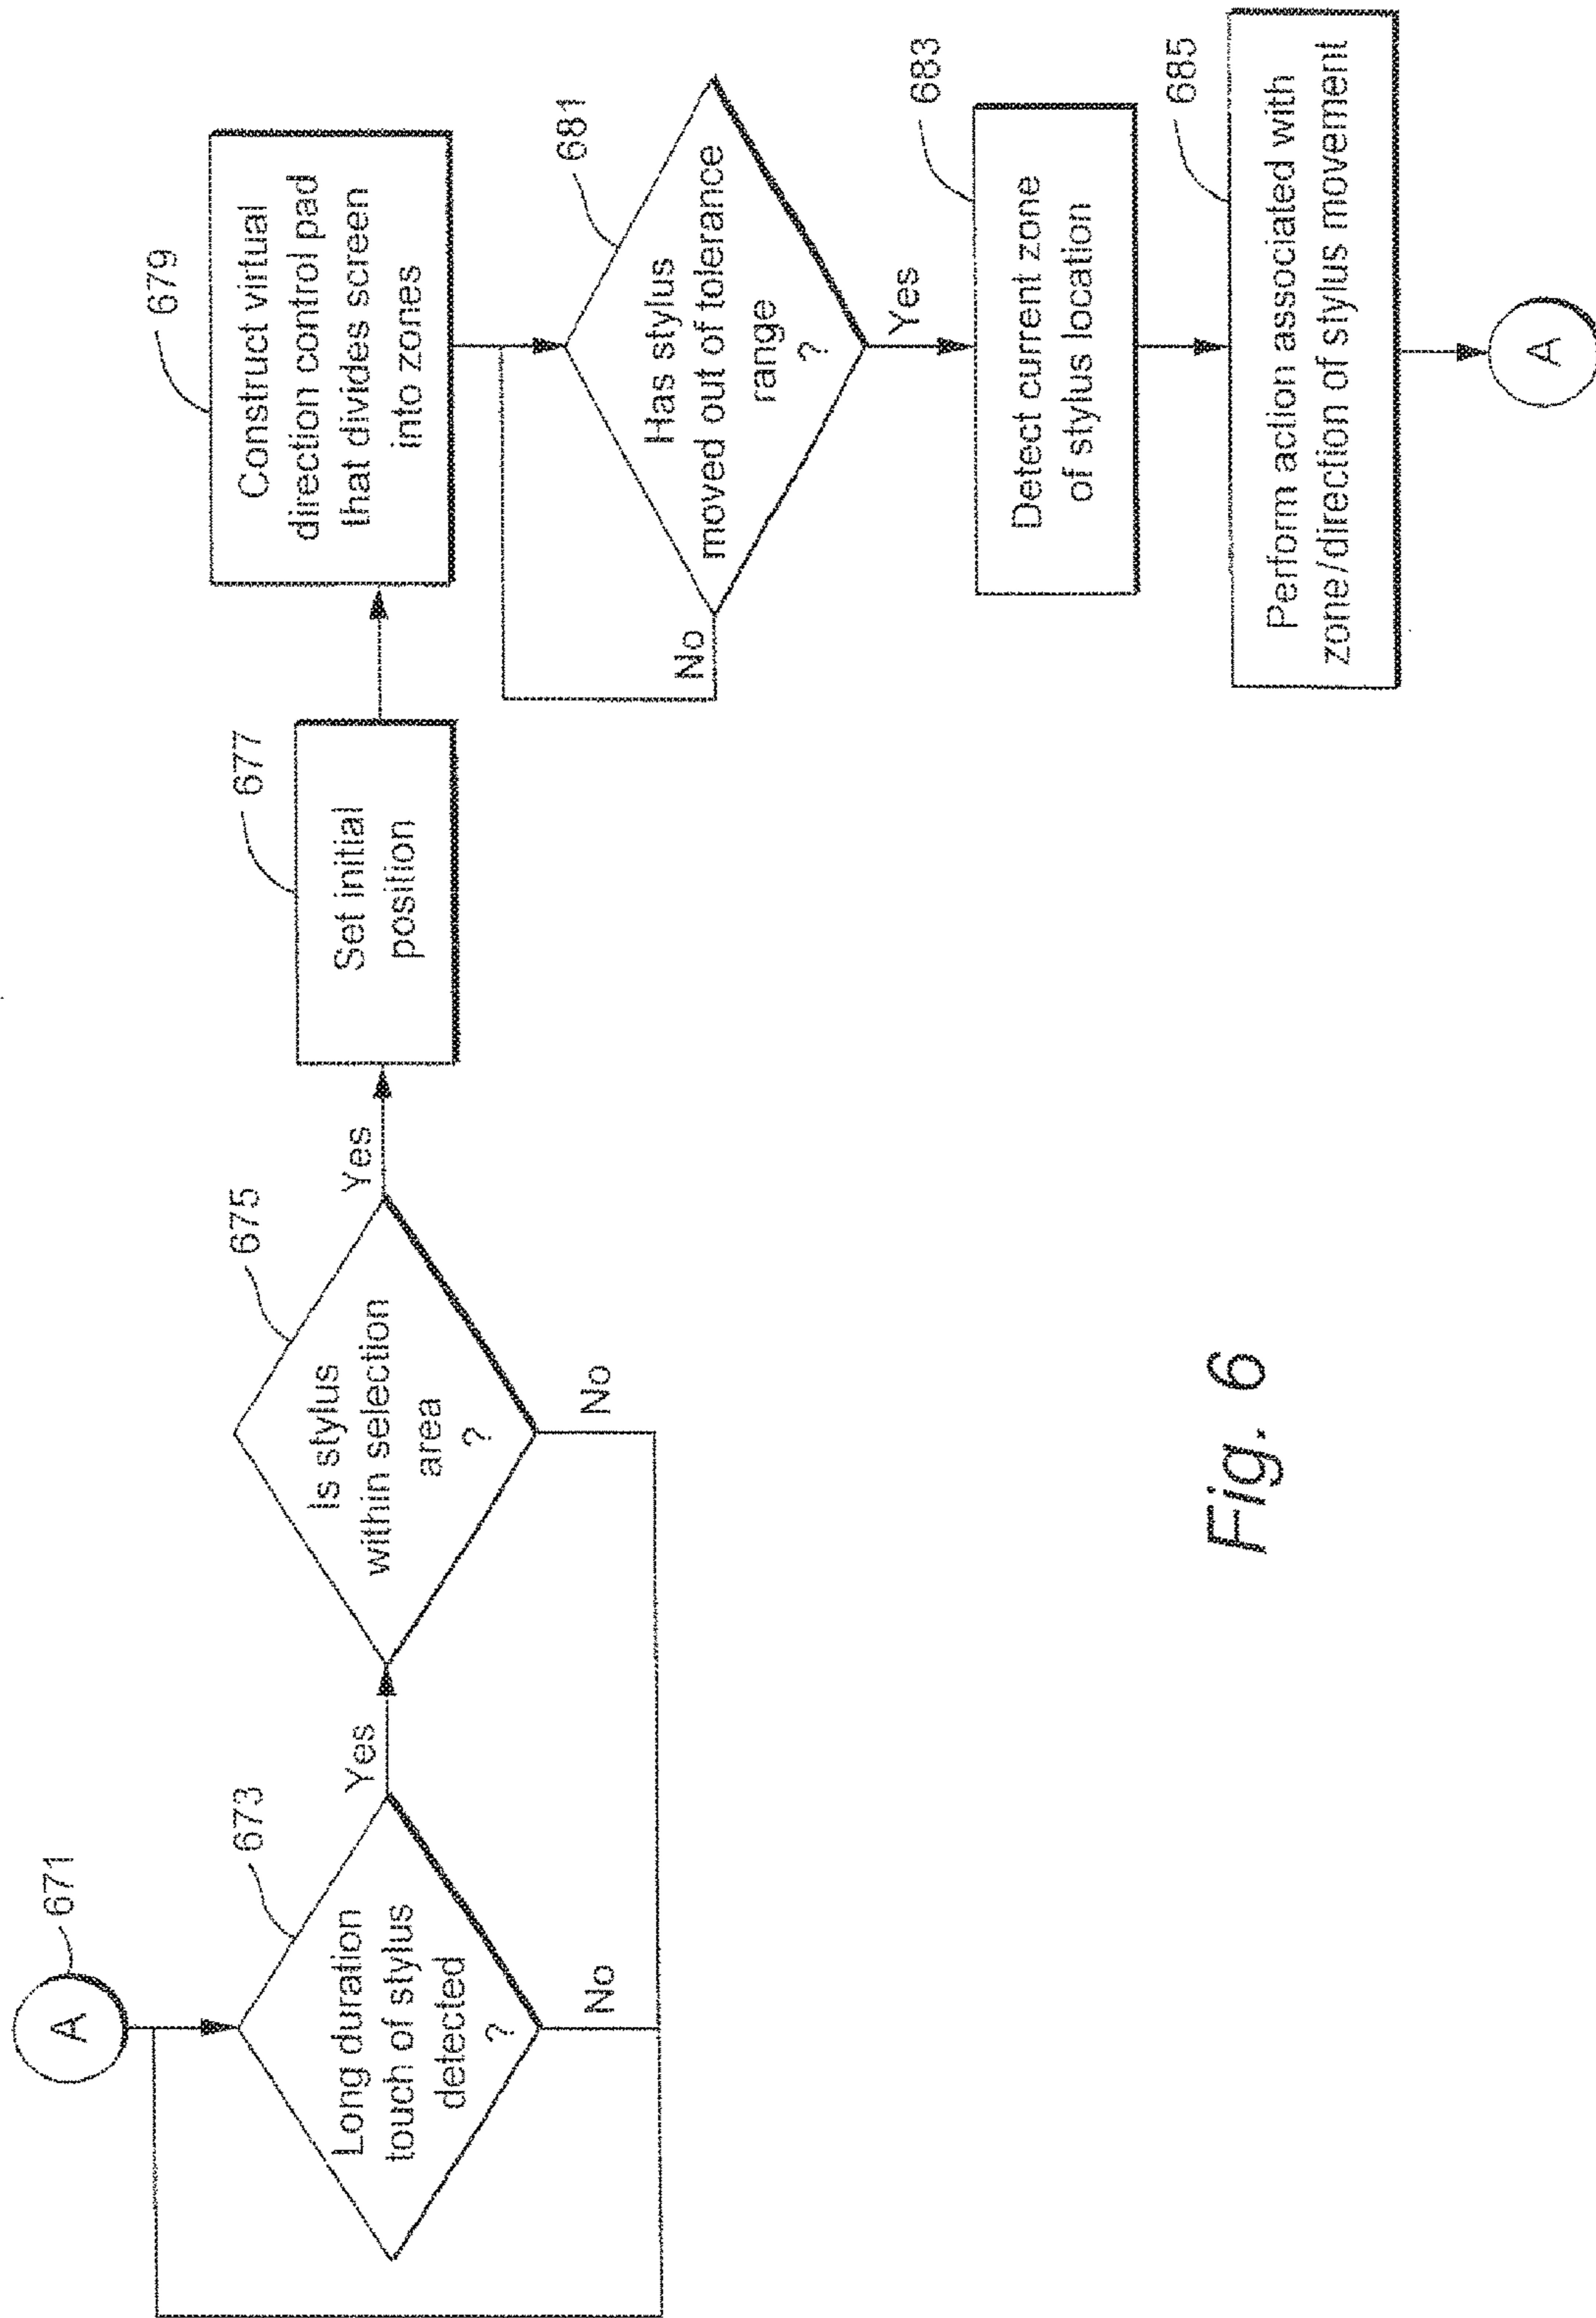 A
671
Long duration
touch of stylus
detected
?
673
Yes
No
Is stylus
within selection
area
?
675
Yes
No
Set initial
position
677
Construct virtual
direction control pad
that divides screen
into zones
679
Has stylus
moved out of tolerance
range
?
681
No
Yes
Detect current zone
of stylus location
683
Perform action associated with
zone/direction of stylus movement
685
A
Fig. 6